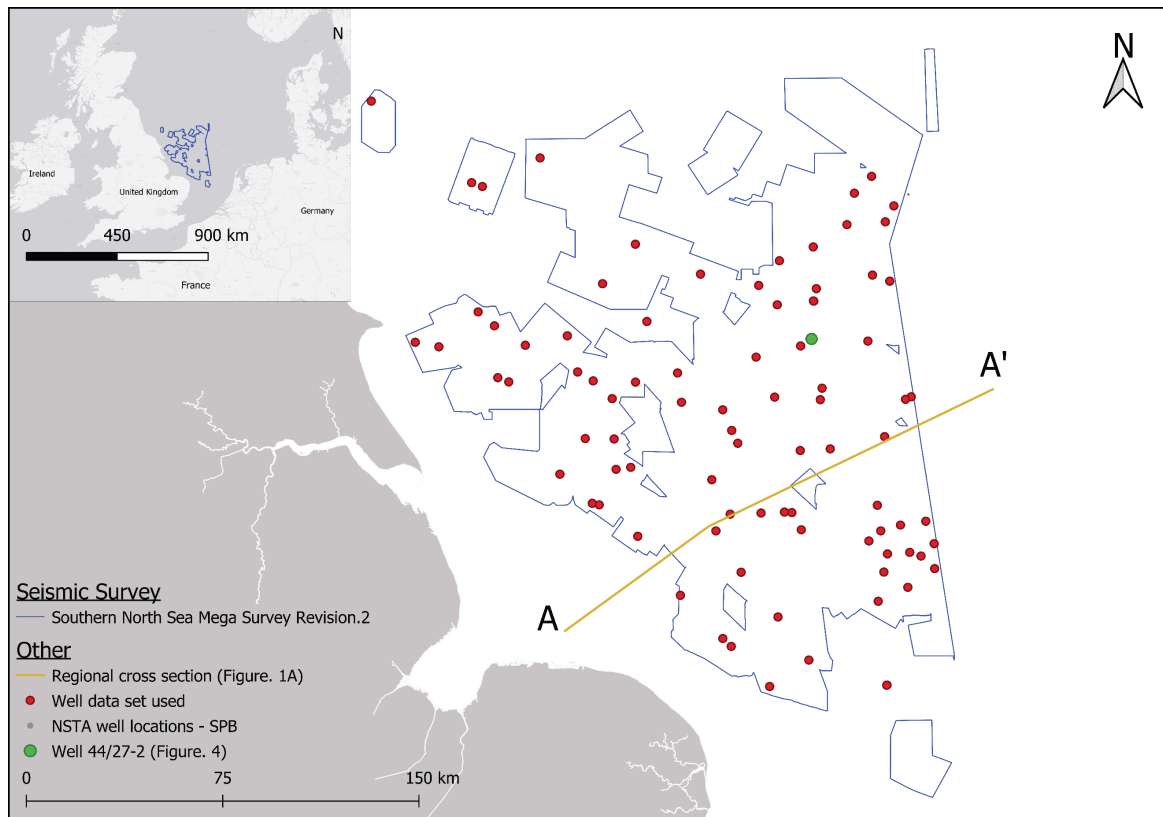 N
Ireland
United Kingdom
Germany
France
0 450 900 km
N
A'
A
Seismic Survey
Southern North Sea Mega Survey Revision.2
Other
Regional cross section (Figure. 1A)
Well data set used
NSTA well locations - SPB
Well 44/27-2 (Figure. 4)
0 75 150 km